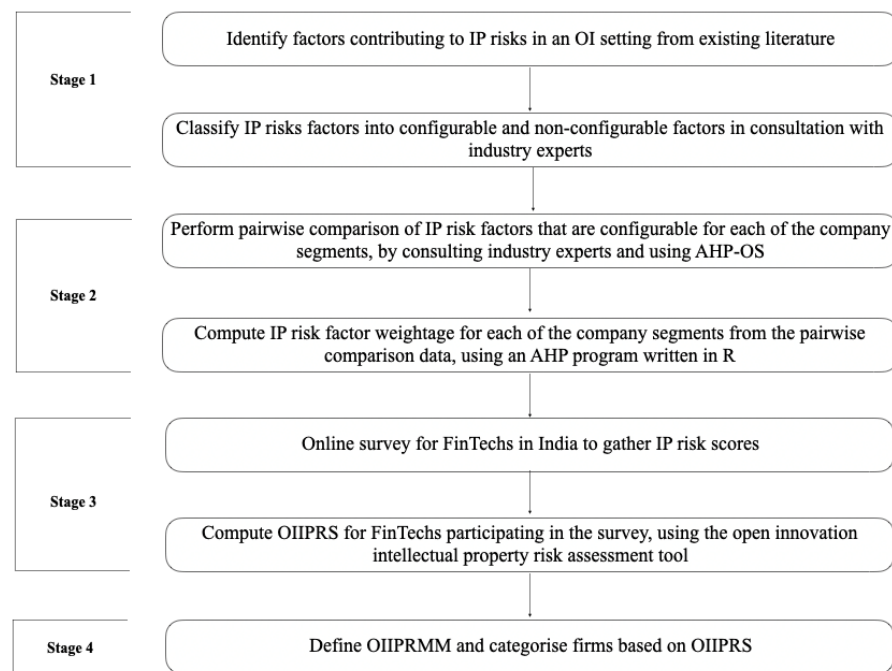 Identify factors contributing to IP risks in an OI setting from existing literature
Stage 1
Classify IP risks factors into configurable and non-configurable factors in consultation with
industry experts
Perform pairwise comparison of IP risk factors that are configurable for each of the company
segments, by consulting industry experts and using AHP-OS
Stage 2
Compute IP risk factor weightage for each of the company segments from the pairwise
comparison data, using an AHP program written in R
Online survey for FinTechs in India to gather IP risk scores
Stage 3
Compute OIIPRS for FinTechs participating in the survey, using the open innovation
intellectual property risk assessment tool
Stage 4
Define OIIPRMM and categorise firms based on OIIPRS